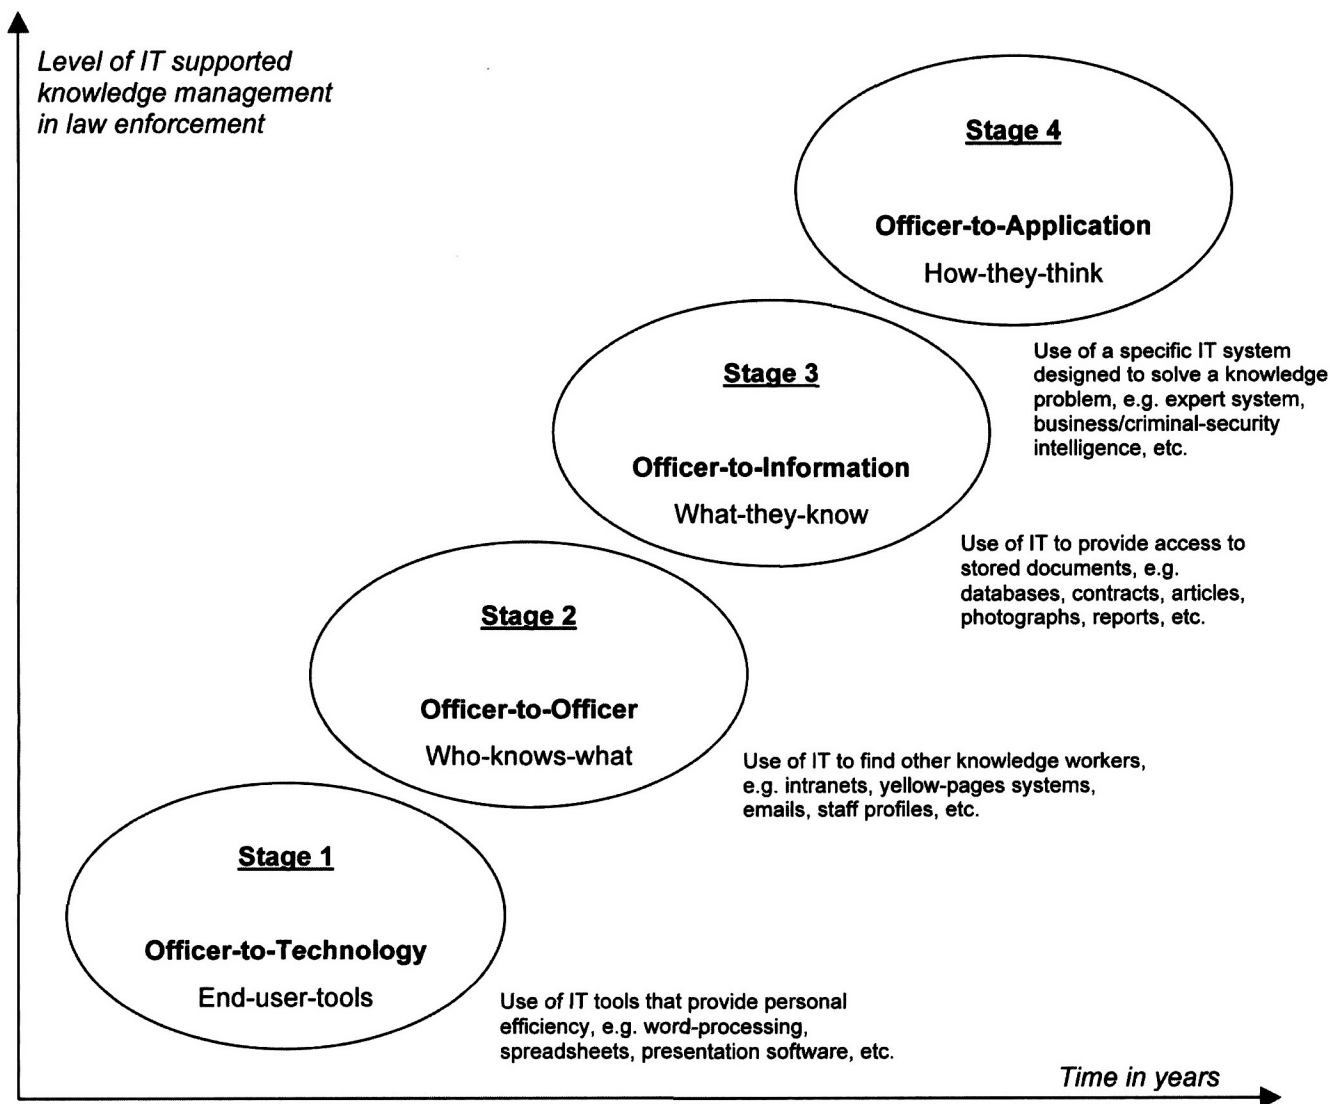 Level of IT supported
knowledge management
in law enforcement
Stage 4
Officer-to-Application
How-they-think
Use of a specific IT system
designed to solve a knowledge
problem, e.g. expert system,
business/criminal-security
intelligence, etc.
Stage 3
Officer-to-Information
What-they-know
Use of IT to provide access to
stored documents, e.g.
databases, contracts, articles,
photographs, reports, etc.
Stage 2
Officer-to-Officer
Who-knows-what
Use of IT to find other knowledge workers,
e.g. intranets, yellow-pages systems,
emails, staff profiles, etc.
Stage 1
Officer-to-Technology
End-user-tools
Use of IT tools that provide personal
efficiency, e.g. word-processing,
spreadsheets, presentation software, etc.
Time in years